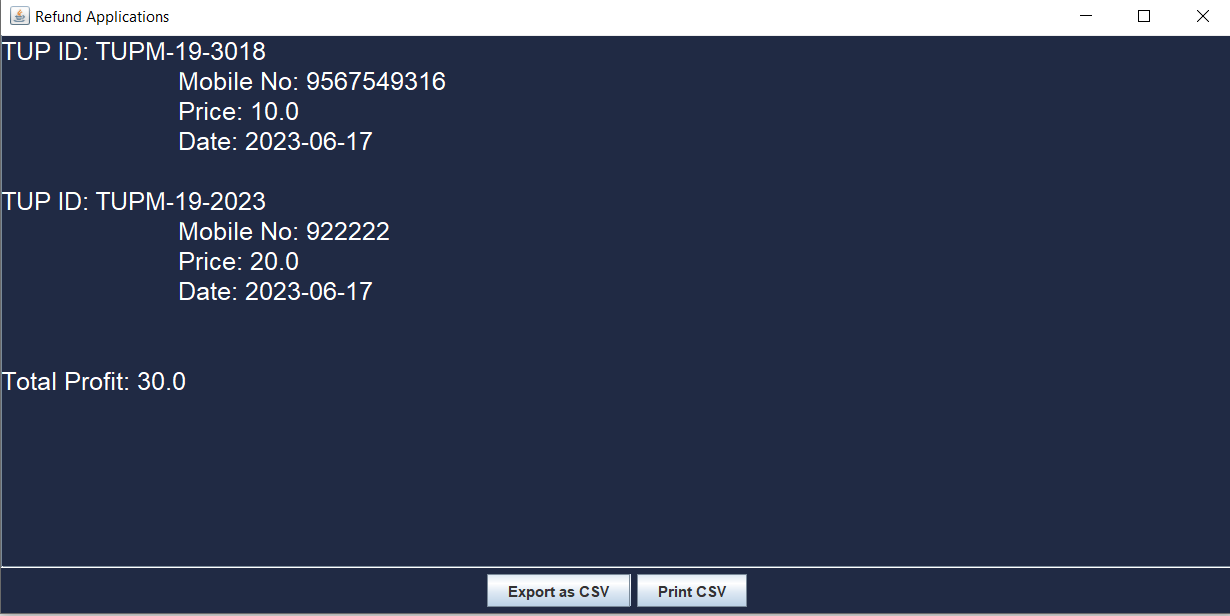 Refund Applications
TUP ID: TUPM-19-3018
Mobile No: 9567549316
Price: 10.0
Date: 2023-06-17
TUP ID: TUPM-19-2023
Mobile No: 922222
Price: 20.0
Date: 2023-06-17
Total Profit: 30.0
Export as CSV
Print CSV